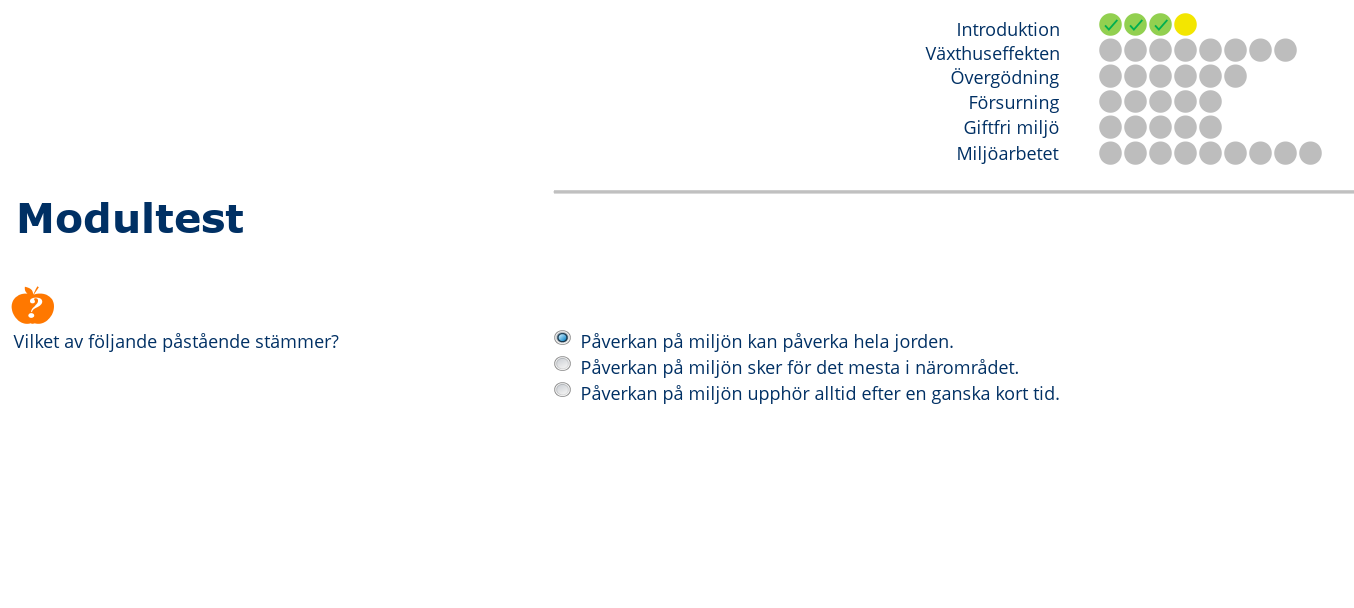 Introduktion
Växthuseffekten
Övergödning
Försurning
Giftfri miljö
Miljöarbetet
Modultest
?
Vilket av följande påstående stämmer?
Påverkan på miljön kan påverka hela jorden.
Påverkan på miljön sker för det mesta i närområdet.
Påverkan på miljön upphör alltid efter en ganska kort tid.